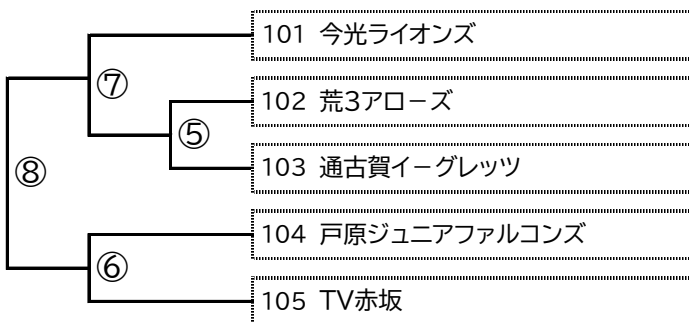 101 今光ライオンズ
⑦
102 荒3アローズ
⑤
103 通古賀イーグレッツ
⑧
104 戸原ジュニアファルコンズ
⑥
105 TV赤坂